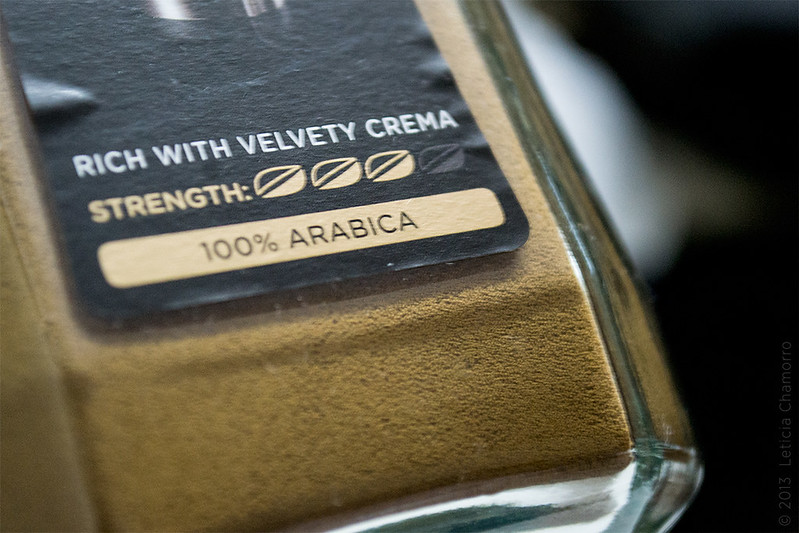 RICH WITH VELVETY CREMA
STRENGTH:
100% ARABICA
© 2013 Leticia Chamorro